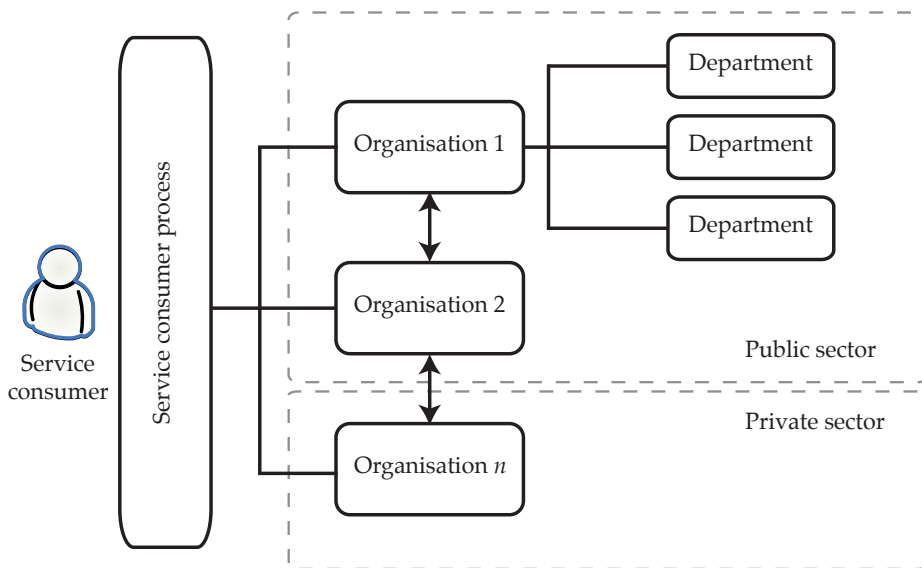 Service
consumer
Service consumer process
Organisation 1
Organisation 2
Organisation n
Department
Department
Department
Public sector
Private sector